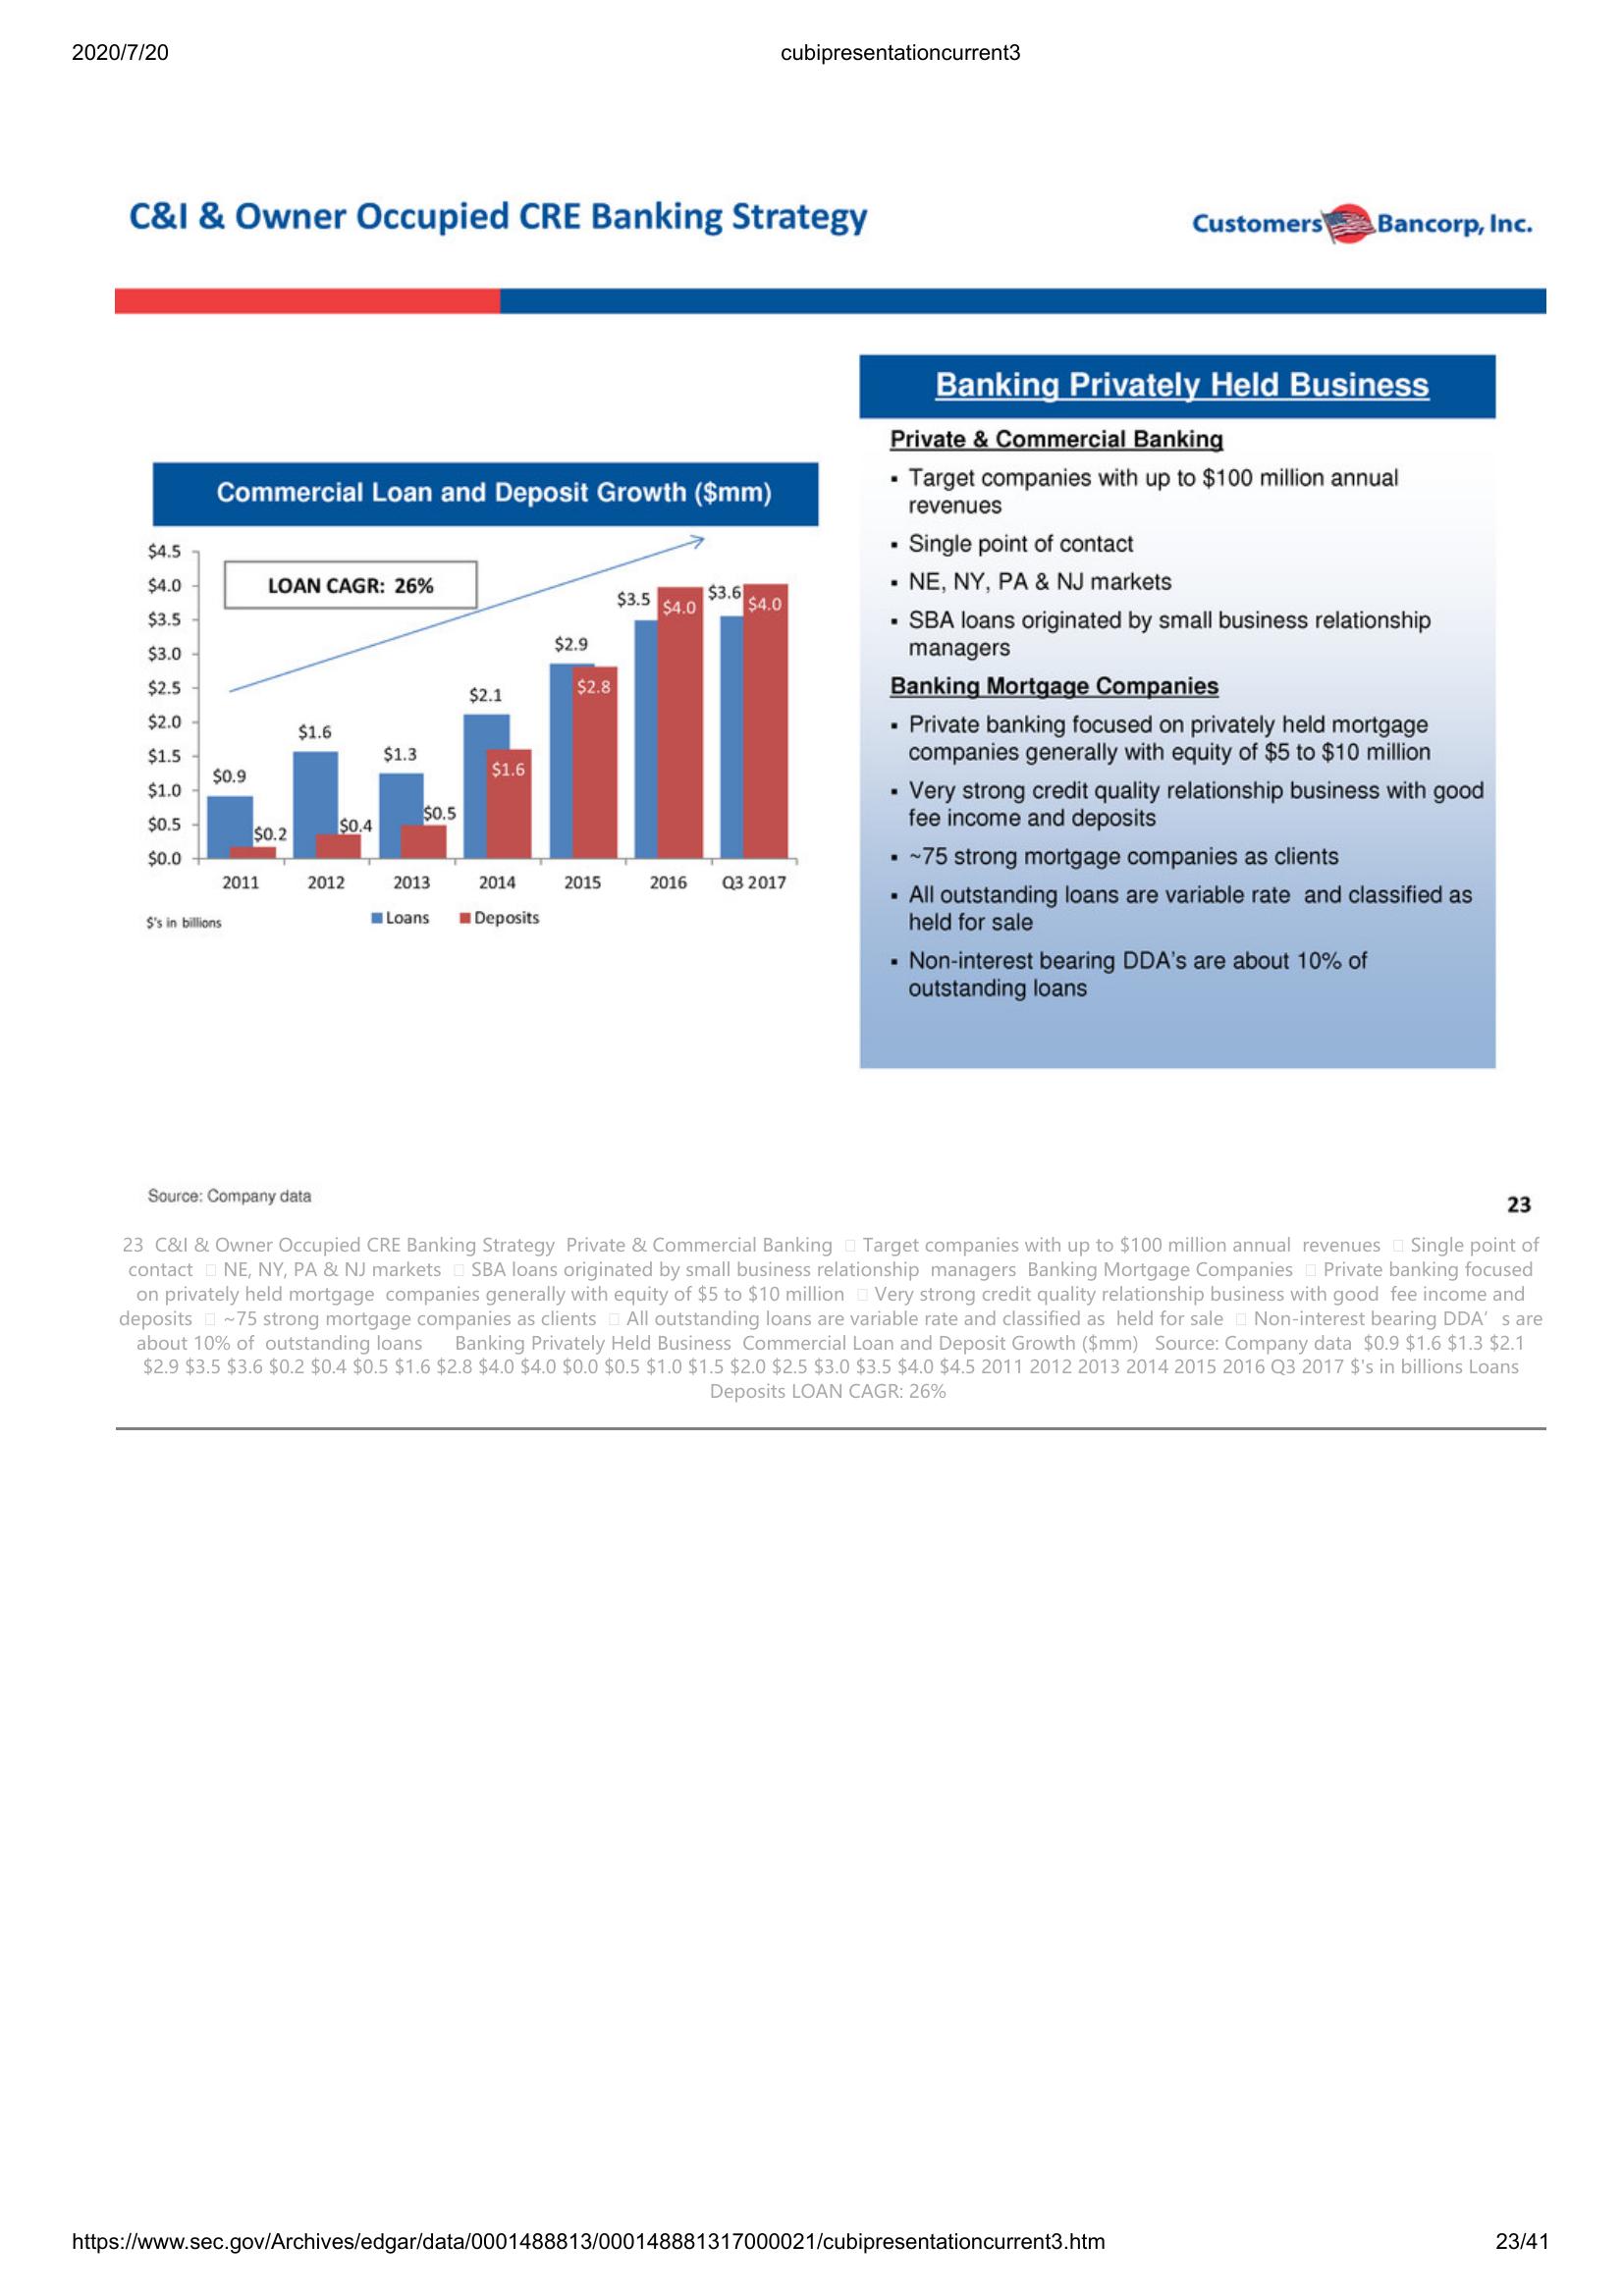 2020/7/20
cubipresentationcurrent3
C&I & Owner Occupied CRE Banking Strategy
Customers Bancorp, Inc.
Commercial Loan and Deposit Growth ($mm)
$4.5
$4.0
$3.5
$3.0
$2.5
$2.0
$1.5
$1.0
$0.5
$0.0
LOAN CAGR: 26%
$0.9
$0.2
$1.6
$0.4
$1.3
$0.5
$2.1
$1.6
$2.9
$2.8
$3.5
$4.0
$3.6
$4.0
2011 2012 2013 2014 2015 2016 Q3 2017
$'s in billions
Loans Deposits
Banking Privately Held Business
Private & Commercial Banking
▪ Target companies with up to $100 million annual
revenues
▪ Single point of contact
▪ NE, NY, PA & NJ markets
▪ SBA loans originated by small business relationship
managers
Banking Mortgage Companies
▪ Private banking focused on privately held mortgage
companies generally with equity of $5 to $10 million
▪ Very strong credit quality relationship business with good
fee income and deposits
▪ ~75 strong mortgage companies as clients
▪ All outstanding loans are variable rate and classified as
held for sale
▪ Non-interest bearing DDA's are about 10% of
outstanding loans
Source: Company data
23
23 C&I & Owner Occupied CRE Banking Strategy Private & Commercial Banking □ Target companies with up to $100 million annual revenues □ Single point of
contact □ NE, NY, PA & NJ markets □ SBA loans originated by small business relationship managers Banking Mortgage Companies □ Private banking focused
on privately held mortgage companies generally with equity of $5 to $10 million □ Very strong credit quality relationship business with good fee income and
deposits □ ~75 strong mortgage companies as clients □ All outstanding loans are variable rate and classified as held for sale □ Non-interest bearing DDA’ s are
about 10% of outstanding loans Banking Privately Held Business Commercial Loan and Deposit Growth ($mm) Source: Company data $0.9 $1.6 $1.3 $2.1
$2.9 $3.5 $3.6 $0.2 $0.4 $0.5 $1.6 $2.8 $4.0 $4.0 $0.0 $0.5 $1.0 $1.5 $2.0 $2.5 $3.0 $3.5 $4.0 $4.5 2011 2012 2013 2014 2015 2016 Q3 2017 $'s in billions Loans
Deposits LOAN CAGR: 26%
https://www.sec.gov/Archives/edgar/data/0001488813/000148881317000021/cubipresentationcurrent3.htm
23/41